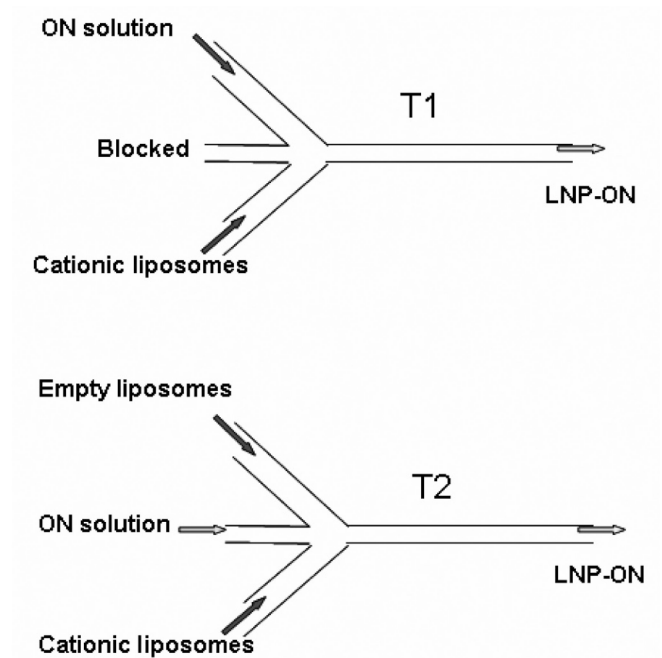 ON solution
T1
Blocked
LNP-ON
Cationic liposomes
Empty liposomes
T2
ON solution
LNP-ON
Cationic liposomes